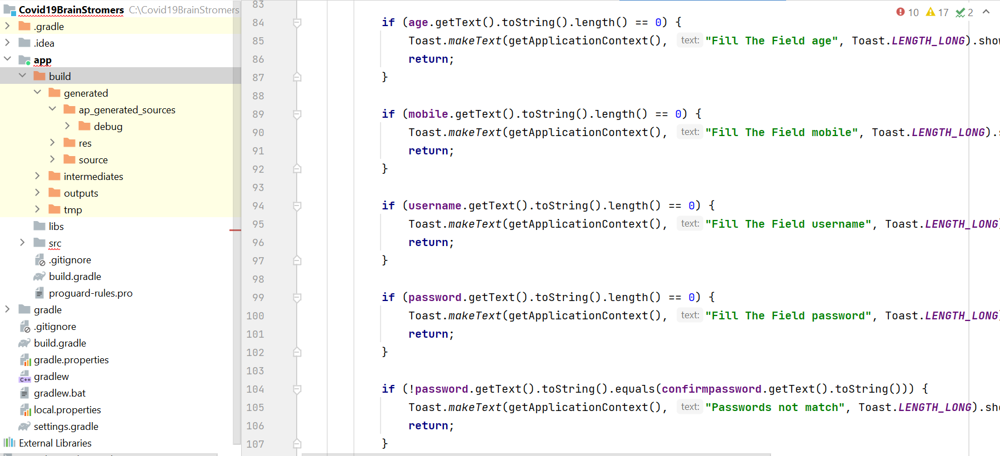 Covid19BrainStromers C:\Covid19BrainStromers
.gradle
.idea
app
build
generated
ap_generated_sources
debug
res
source
intermediates
outputs
tmp
libs
src
.gitignore
build.gradle
proguard-rules.pro
gradle
.gitignore
build.gradle
gradle.properties
C++ gradlew
gradlew.bat
local.properties
settings.gradle
External Libraries
10 17 2
83
84 if (age.getText().toString().length() == 0) {
85 Toast.makeText(getApplicationContext(), text: "Fill The Field age", Toast.LENGTH_LONG).show
86 return;
87 }
88
89 if (mobile.getText().toString().length() == 0) {
90 Toast.makeText(getApplicationContext(), text: "Fill The Field mobile", Toast.LENGTH_LONG).s
91 return;
92 }
93
94 if (username.getText().toString().length() == 0) {
95 Toast.makeText(getApplicationContext(), text: "Fill The Field username", Toast.LENGTH_LONG)
96 return;
97 }
98
99 if (password.getText().toString().length() == 0) {
100 Toast.makeText(getApplicationContext(), text: "Fill The Field password", Toast.LENGTH_LONG)
101 return;
102 }
103
104 if (!password.getText().toString().equals(confirmpassword.getText().toString())) {
105 Toast.makeText(getApplicationContext(), text: "Passwords not match", Toast.LENGTH_LONG).sho
106 return;
107 }